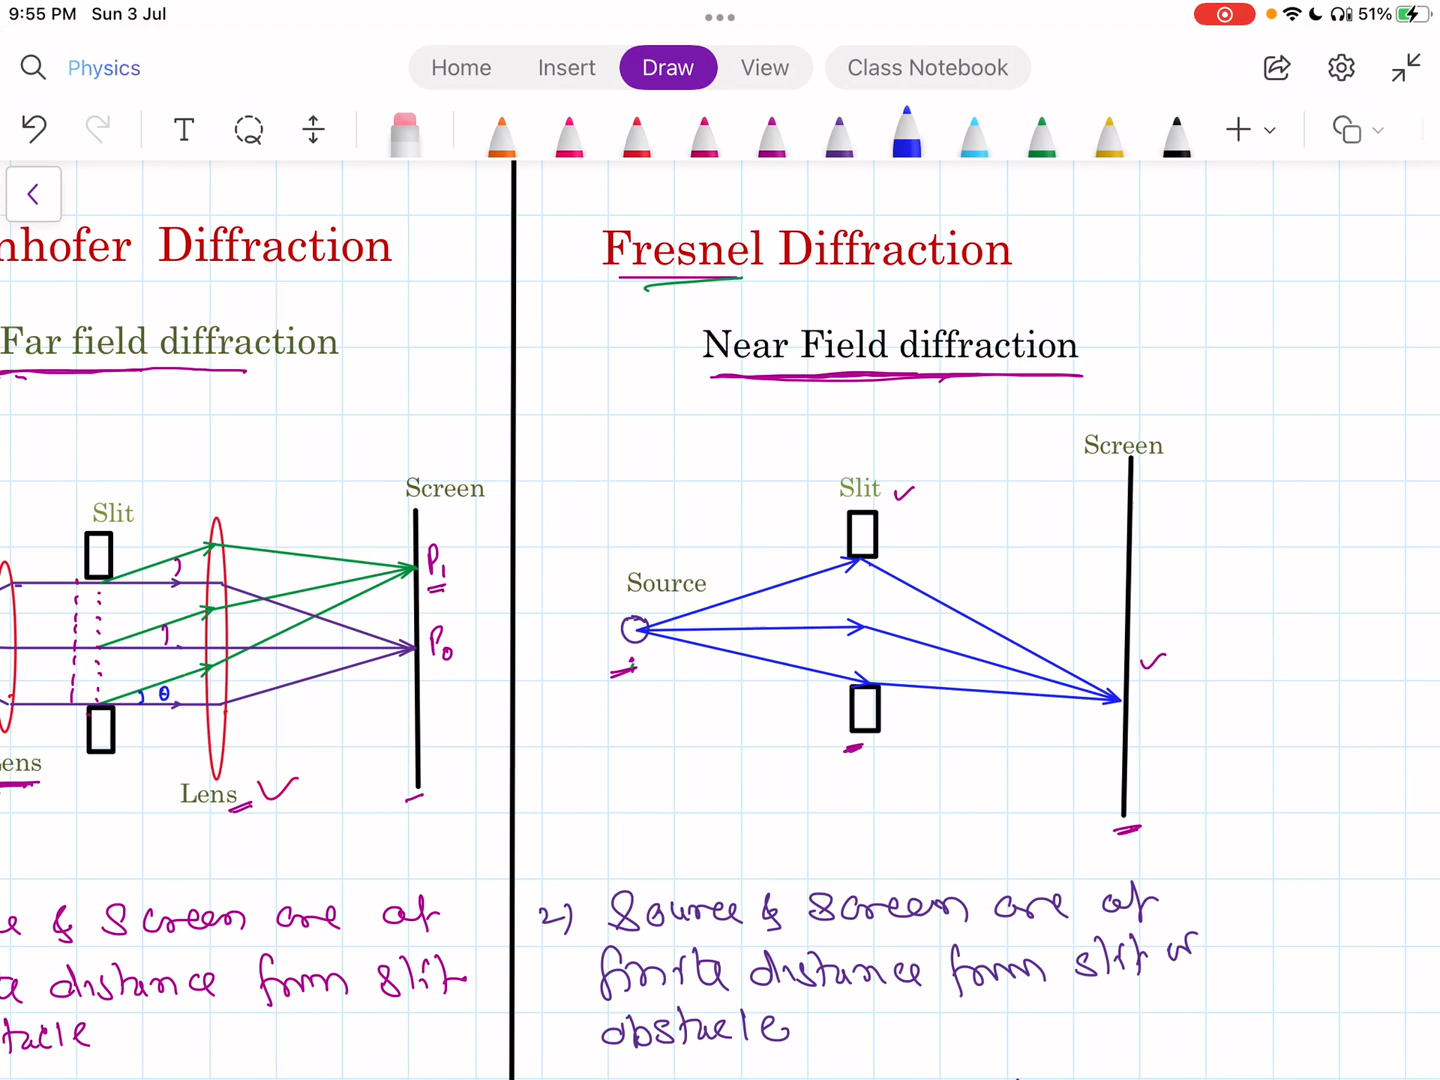 9:55 PM Sun 3 Jul
51%
Physics
Home Insert Draw View Class Notebook
T
nhofer Diffraction
Far field diffraction
Slit
Screen
P1
P0
θ
ens
Lens
e & Screen are at
te distance from slit
tacle
Fresnel Diffraction
Near Field diffraction
Screen
Slit
Source
2) Source & Screen are at
finite distance from slit or
obstacle